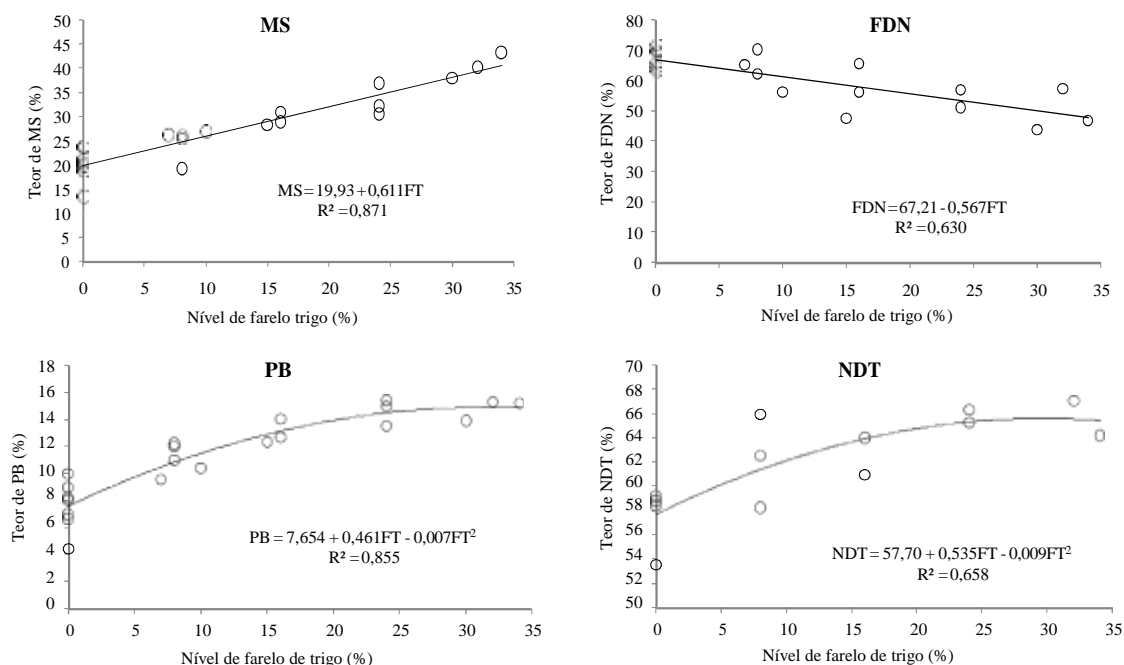 MS
Teor de MS (%)
50
45
40
35
30
25
20
15
10
5
0
MS = 19,93 + 0,611FT
R² = 0,871
0 5 10 15 20 25 30 35
Nível de farelo trigo (%)
FDN
Teor de FDN (%)
80
70
60
50
40
30
20
10
0
FDN = 67,21 - 0,567FT
R² = 0,630
0 5 10 15 20 25 30 35
Nível de farelo de trigo (%)
PB
Teor de PB (%)
18
16
14
12
10
8
6
4
2
0
PB = 7,654 + 0,461FT - 0,007FT²
R² = 0,855
0 5 10 15 20 25 30 35
Nível de farelo de trigo (%)
NDT
Teor de NDT (%)
70
68
66
64
62
60
58
56
54
52
50
NDT = 57,70 + 0,535FT - 0,009FT²
R² = 0,658
0 5 10 15 20 25 30 35
Nível de farelo de trigo (%)